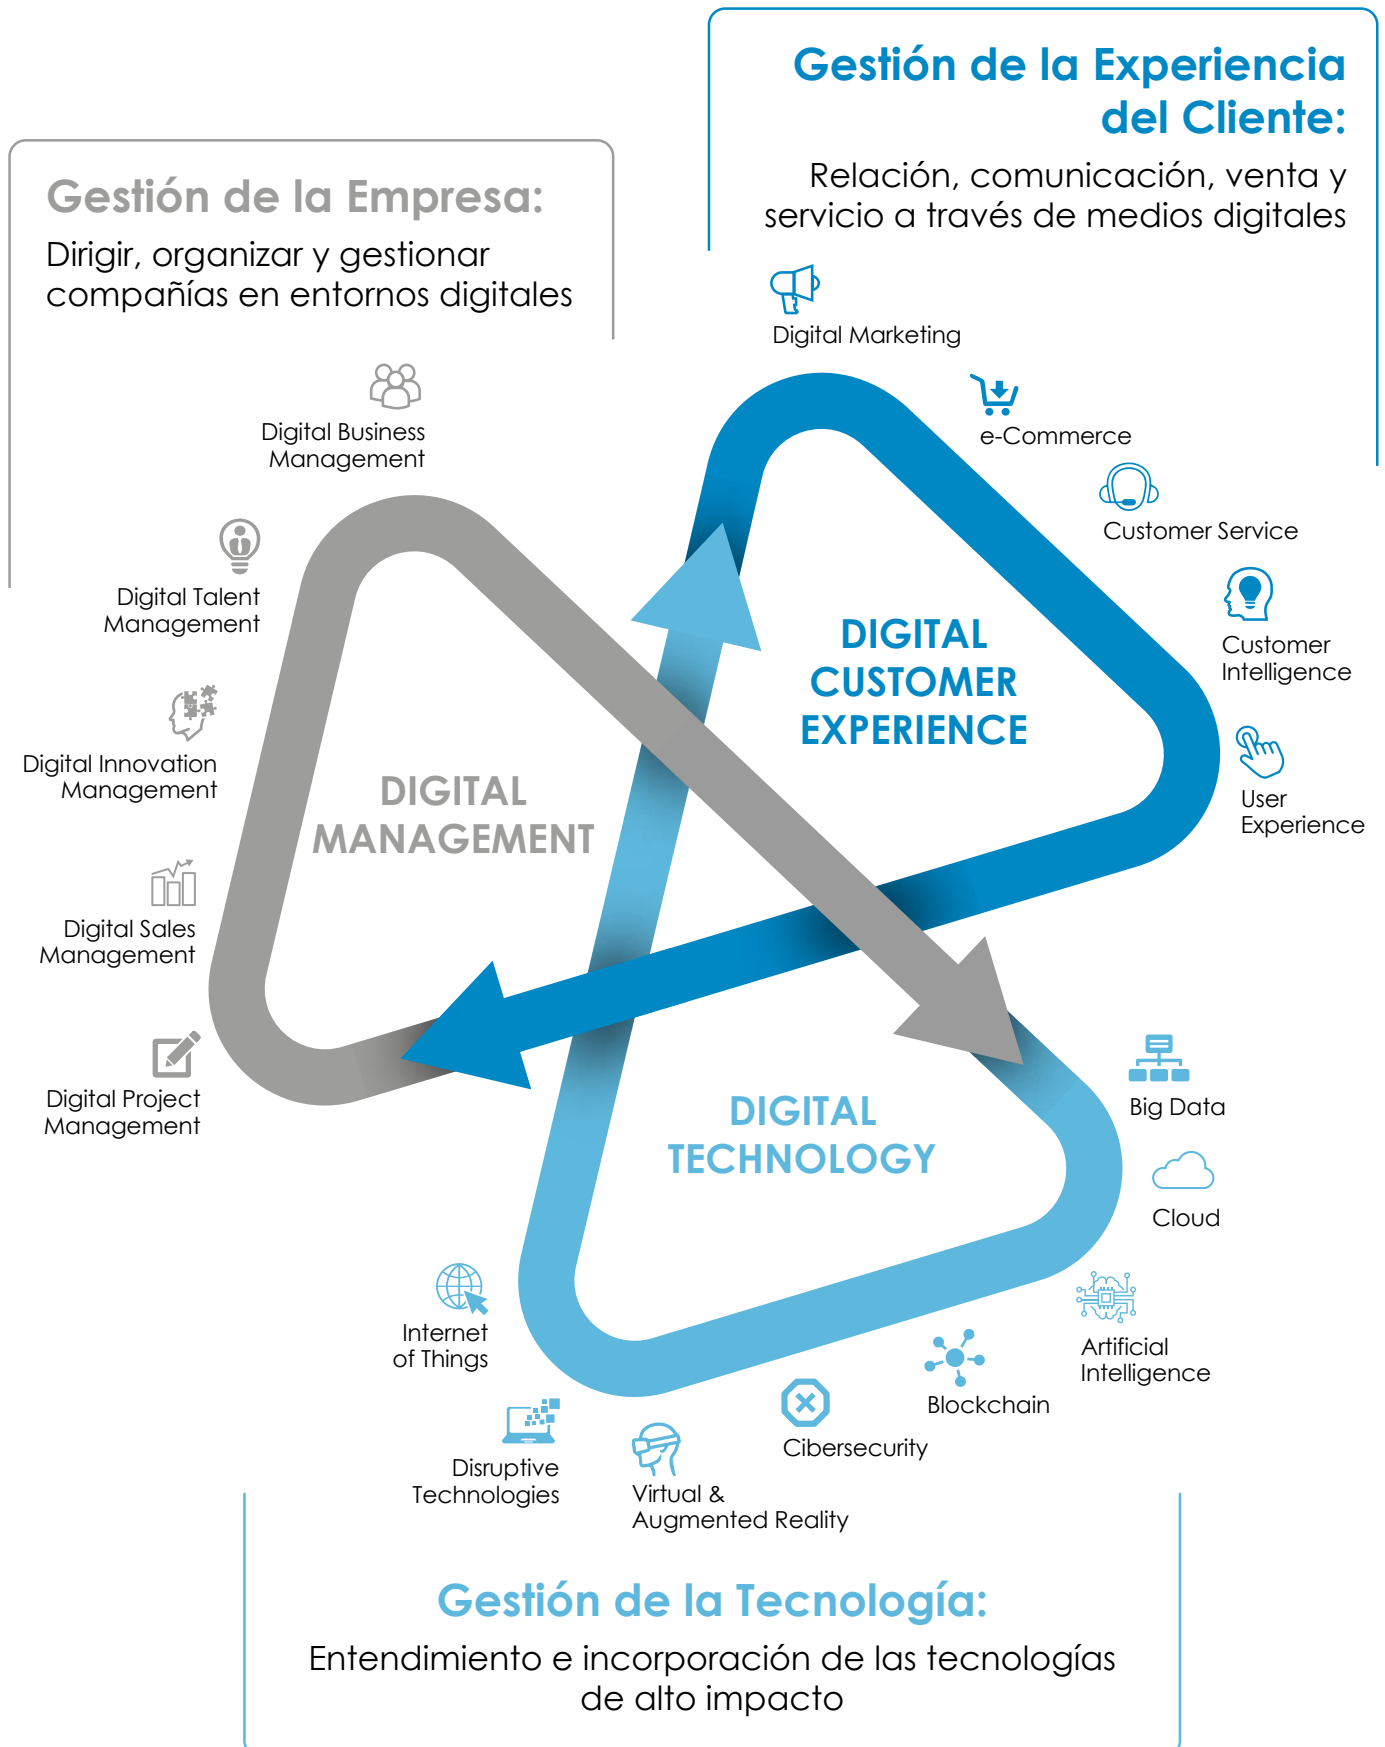 Gestión de la Experiencia
del Cliente:
Relación, comunicación, venta y
servicio a través de medios digitales
Gestión de la Empresa:
Dirigir, organizar y gestionar
compañías en entornos digitales
Digital Marketing
e-Commerce
Customer Service
Customer
Intelligence
User
Experience
Digital Business
Management
Digital Talent
Management
Digital Innovation
Management
Digital Sales
Management
Digital Project
Management
DIGITAL
CUSTOMER
EXPERIENCE
DIGITAL
MANAGEMENT
DIGITAL
TECHNOLOGY
Big Data
Cloud
Artificial
Intelligence
Blockchain
Cibersecurity
Virtual &
Augmented Reality
Disruptive
Technologies
Internet
of Things
Gestión de la Tecnología:
Entendimiento e incorporación de las tecnologías
de alto impacto